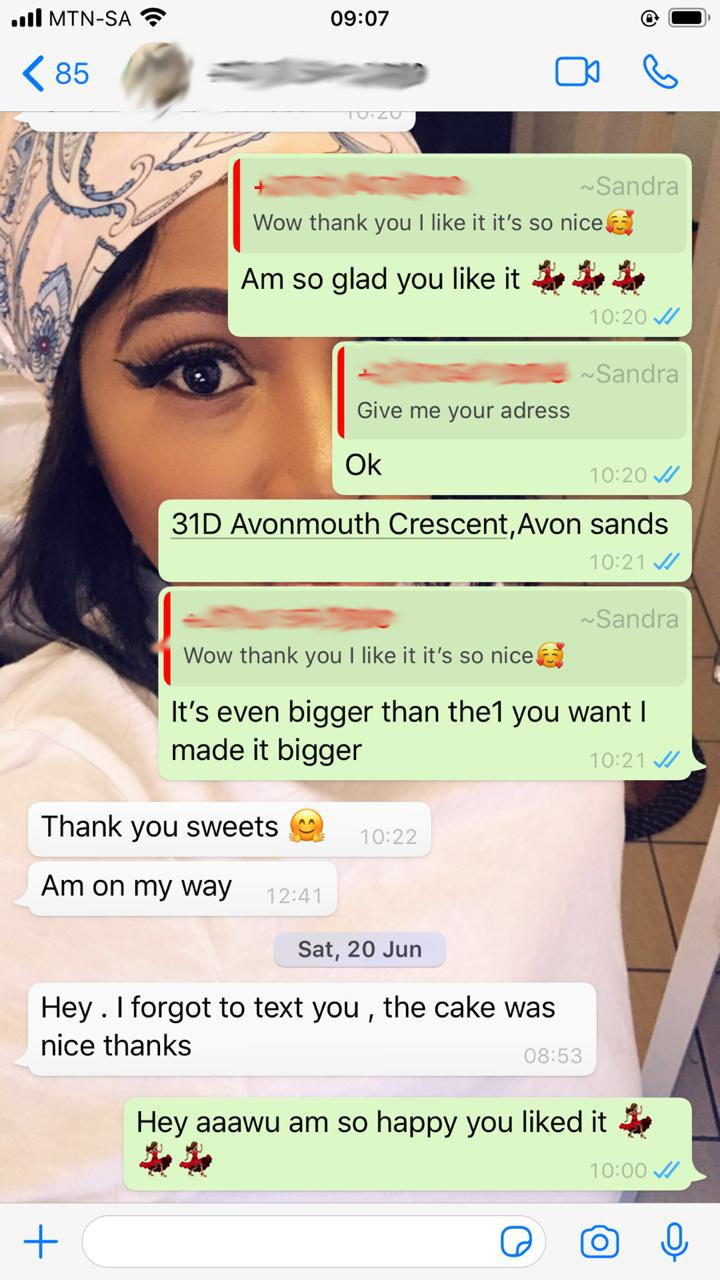 MTN-SA 09:07
85
10:20
~Sandra
Wow thank you I like it it's so nice🥰
Am so glad you like it 💃💃💃
10:20
~Sandra
Give me your adress
Ok
10:20
31D Avonmouth Crescent,Avon sands
10:21
~Sandra
Wow thank you I like it it's so nice🥰
It's even bigger than the1 you want I
made it bigger
10:21
Thank you sweets 🤗
10:22
Am on my way
12:41
Sat, 20 Jun
Hey . I forgot to text you , the cake was
nice thanks
08:53
Hey aaawu am so happy you liked it 💃
💃💃
10:00